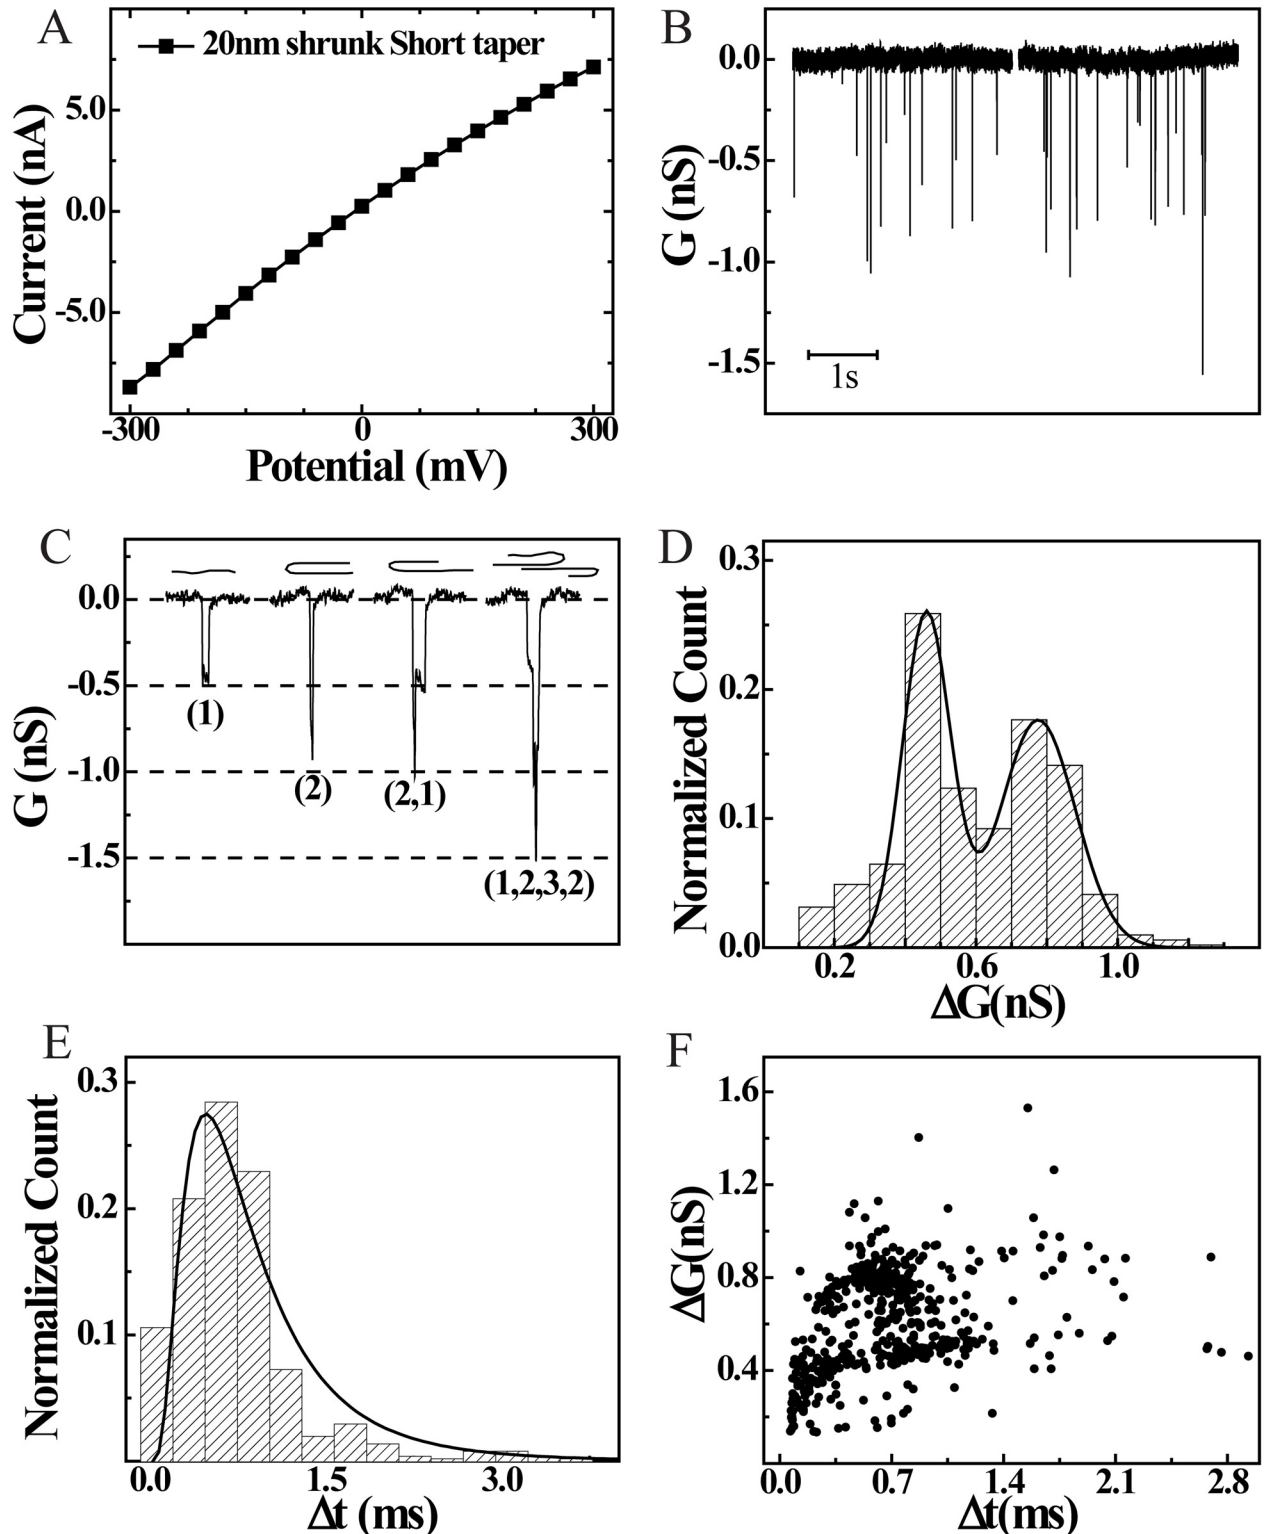 A
20nm shrunk Short taper
5.0
0.0
-5.0
Current (nA)
-300
0
300
Potential (mV)
B
0.0
-0.5
-1.0
-1.5
G (nS)
1s
C
0.0
-0.5
-1.0
-1.5
G (nS)
(1)
(2)
(2,1)
(1,2,3,2)
D
0.3
0.2
0.1
0.0
Normalized Count
0.2
0.6
1.0
ΔG(nS)
E
0.3
0.2
0.1
Normalized Count
0.0
1.5
3.0
Δt (ms)
F
1.6
1.2
0.8
0.4
ΔG(nS)
0.0
0.7
1.4
2.1
2.8
Δt(ms)